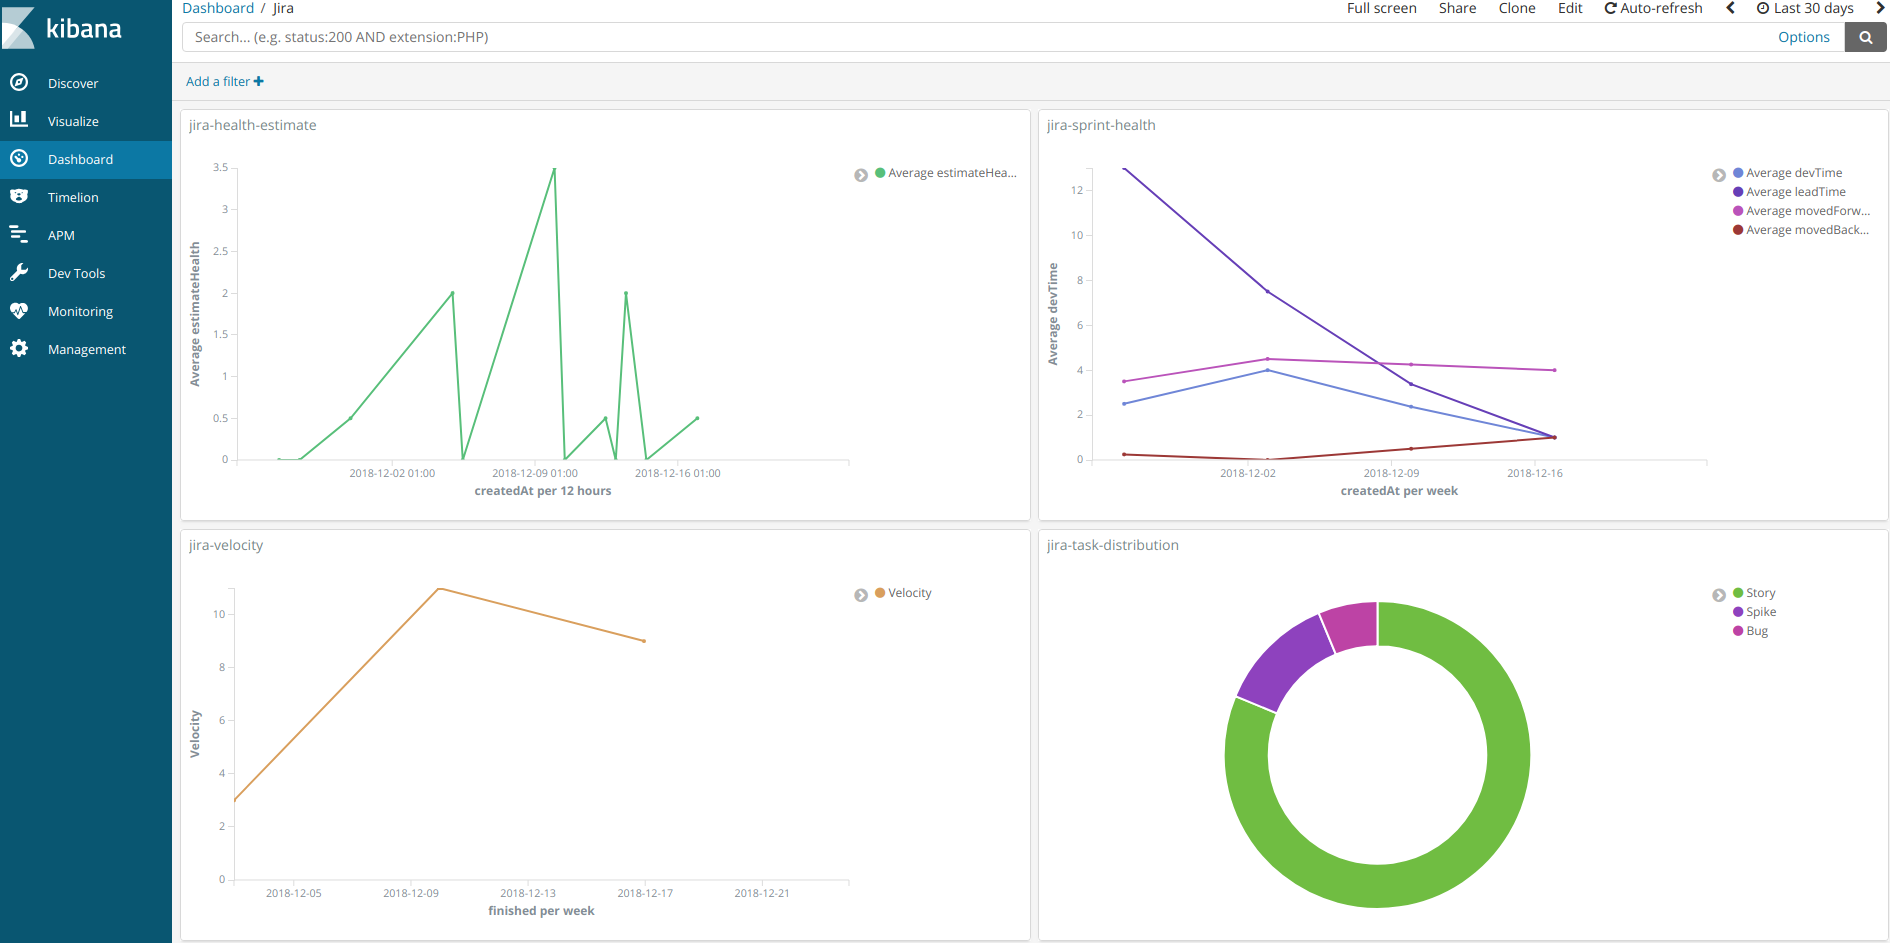 kibana
Discover
Visualize
Dashboard
Timelion
APM
Dev Tools
Monitoring
Management
Dashboard / Jira
Full screen Share Clone Edit Auto-refresh Last 30 days
Search... (e.g. status:200 AND extension:PHP)
Options
Add a filter
jira-health-estimate
Average estimateHealth
3.5
3
2.5
2
1.5
1
0.5
0
2018-12-02 01:00 2018-12-09 01:00 2018-12-16 01:00
createdAt per 12 hours
Average estimateHea...
jira-sprint-health
Average devTime
12
10
8
6
4
2
0
2018-12-02 2018-12-09 2018-12-16
createdAt per week
Average devTime
Average leadTime
Average movedForw...
Average movedBack...
jira-velocity
Velocity
10
8
6
4
2
0
2018-12-05 2018-12-09 2018-12-13 2018-12-17 2018-12-21
finished per week
Velocity
jira-task-distribution
Story
Spike
Bug